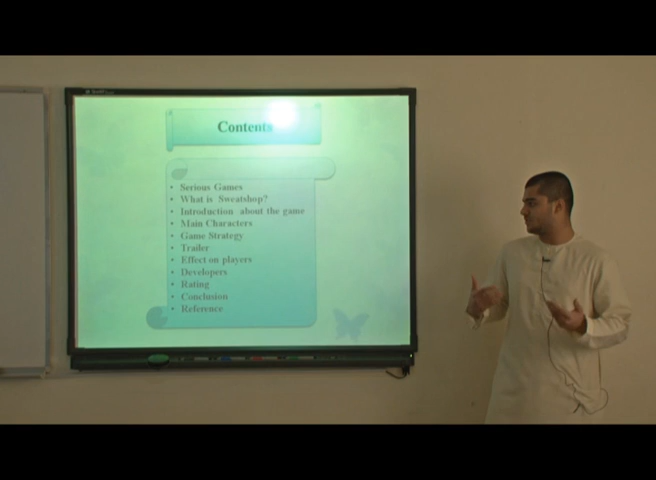 Contents
• Serious Games
• What is Sweatshop?
• Introduction about the game
• Main Characters
• Game Strategy
• Trailer
• Effect on players
• Developers
• Rating
• Conclusion
• Reference